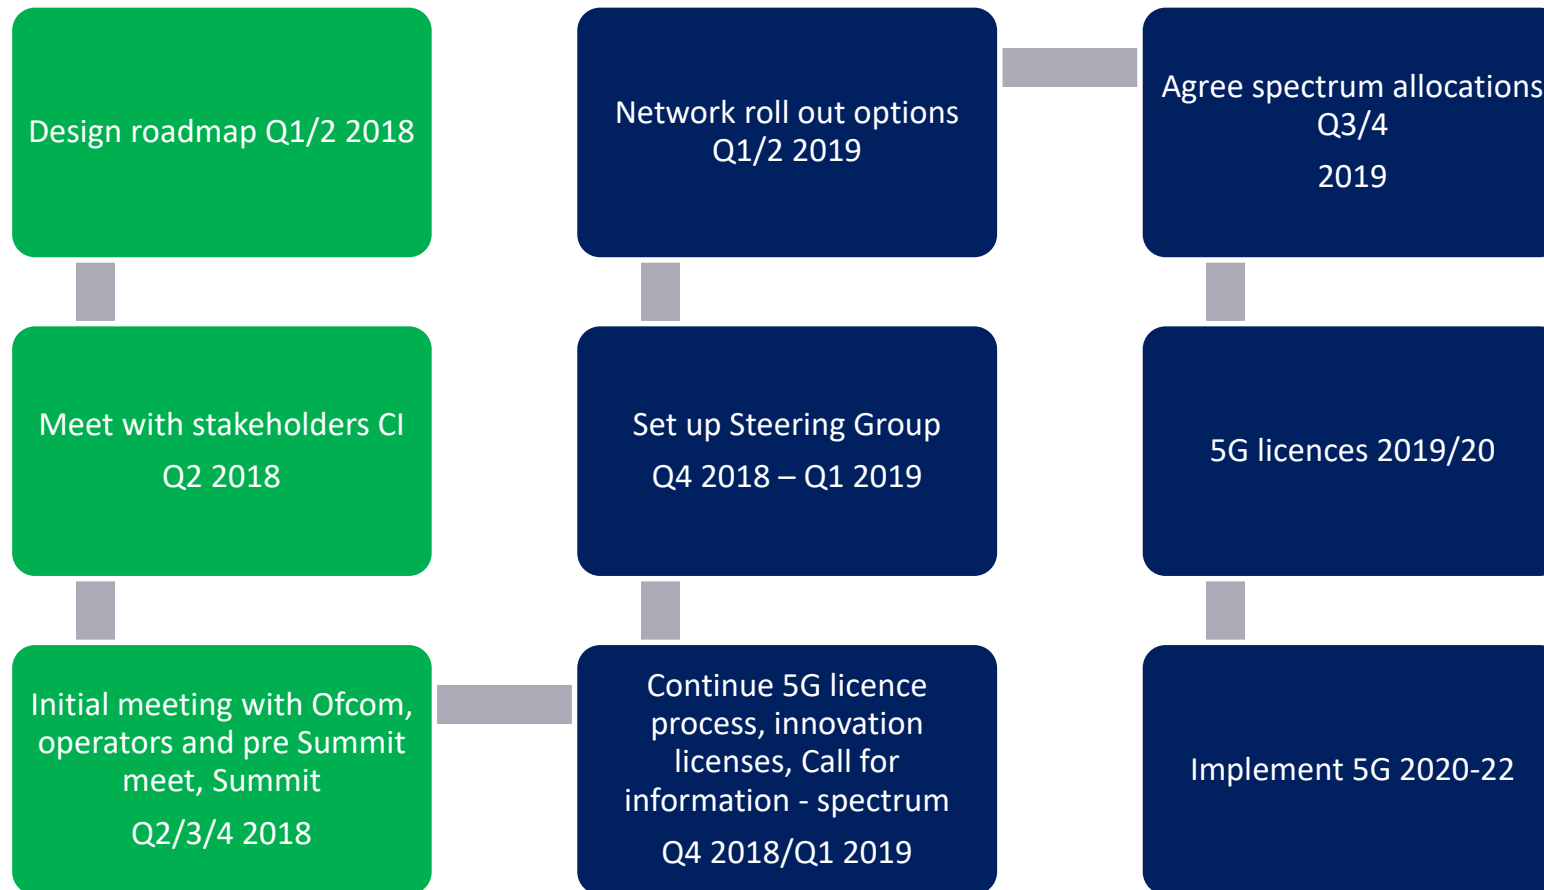 Design roadmap Q1/2 2018
Meet with stakeholders CI
Q2 2018
Initial meeting with Ofcom,
operators and pre Summit
meet, Summit
Q2/3/4 2018
Continue 5G licence
process, innovation
licenses, Call for
information - spectrum
Q4 2018/Q1 2019
Set up Steering Group
Q4 2018 – Q1 2019
Network roll out options
Q1/2 2019
Agree spectrum allocations
Q3/4
2019
5G licences 2019/20
Implement 5G 2020-22